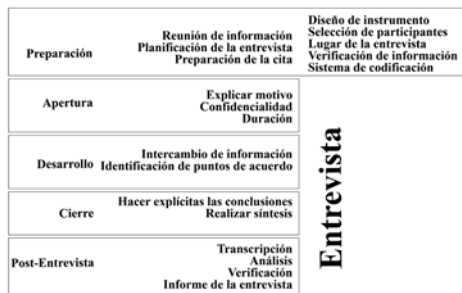 Preparación
Reunión de información
Planificación de la entrevista
Preparación de la cita
Diseño de instrumento
Selección de participantes
Lugar de la entrevista
Verificación de información
Sistema de codificación
Apertura
Explicar motivo
Confidencialidad
Duración
Desarrollo
Intercambio de información
Identificación de puntos de acuerdo
Cierre
Hacer explícitas las conclusiones
Realizar síntesis
Post-Entrevista
Transcripción
Análisis
Verificación
Informe de la entrevista
Entrevista